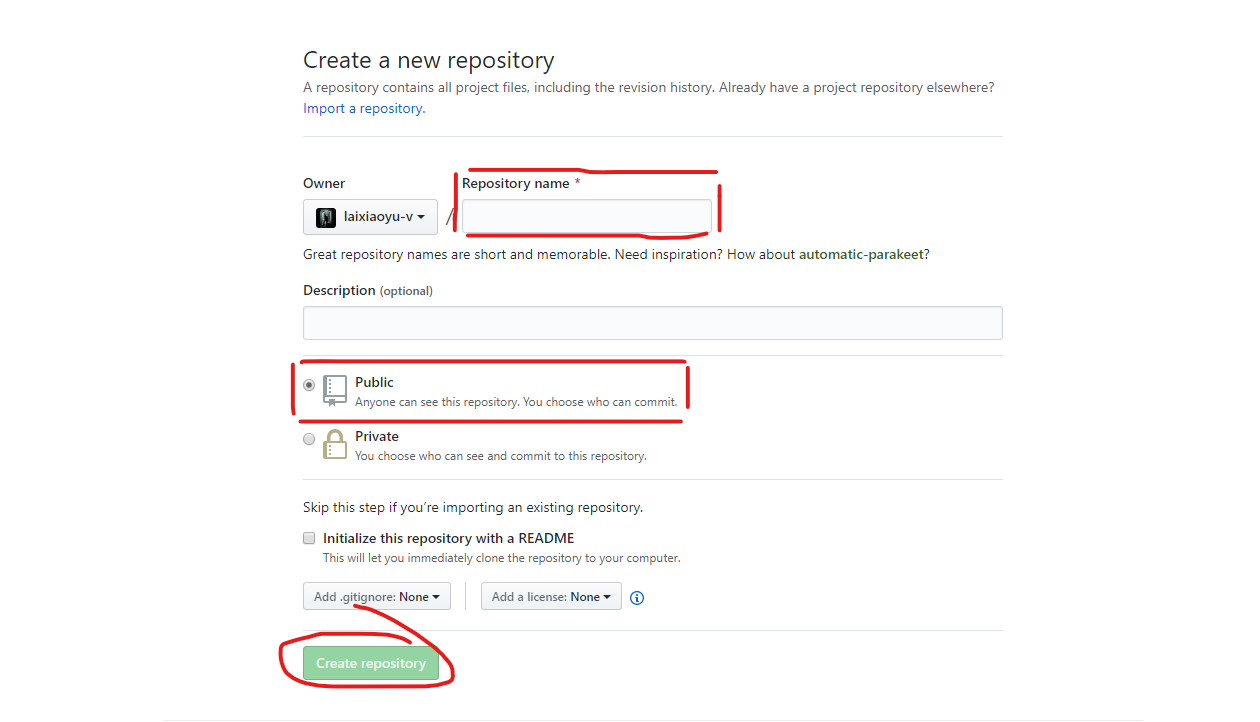 Create a new repository
A repository contains all project files, including the revision history. Already have a project repository elsewhere?
Import a repository.
Owner
Repository name *
laixiaoyu-v /
Great repository names are short and memorable. Need inspiration? How about automatic-parakeet?
Description (optional)
Public
Anyone can see this repository. You choose who can commit.
Private
You choose who can see and commit to this repository.
Skip this step if you’re importing an existing repository.
Initialize this repository with a README
This will let you immediately clone the repository to your computer.
Add .gitignore: None
Add a license: None
Create repository